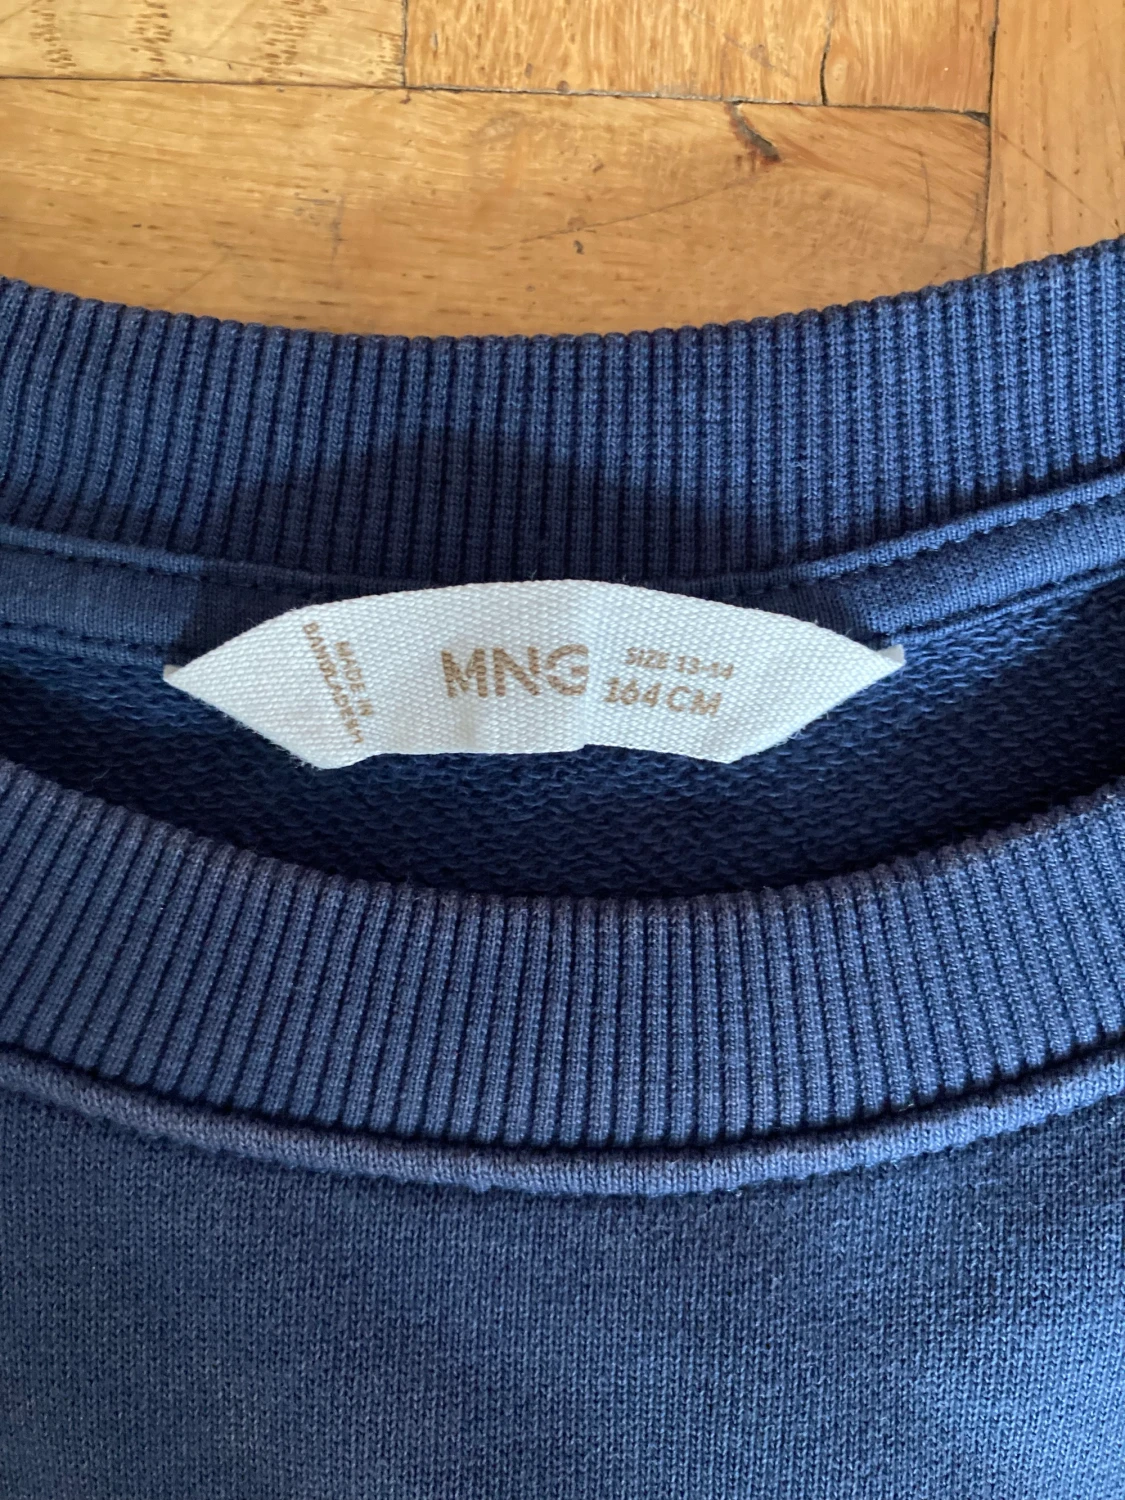 MADE IN
BANGLADESH
MNG
SIZE 13-14
164 CM